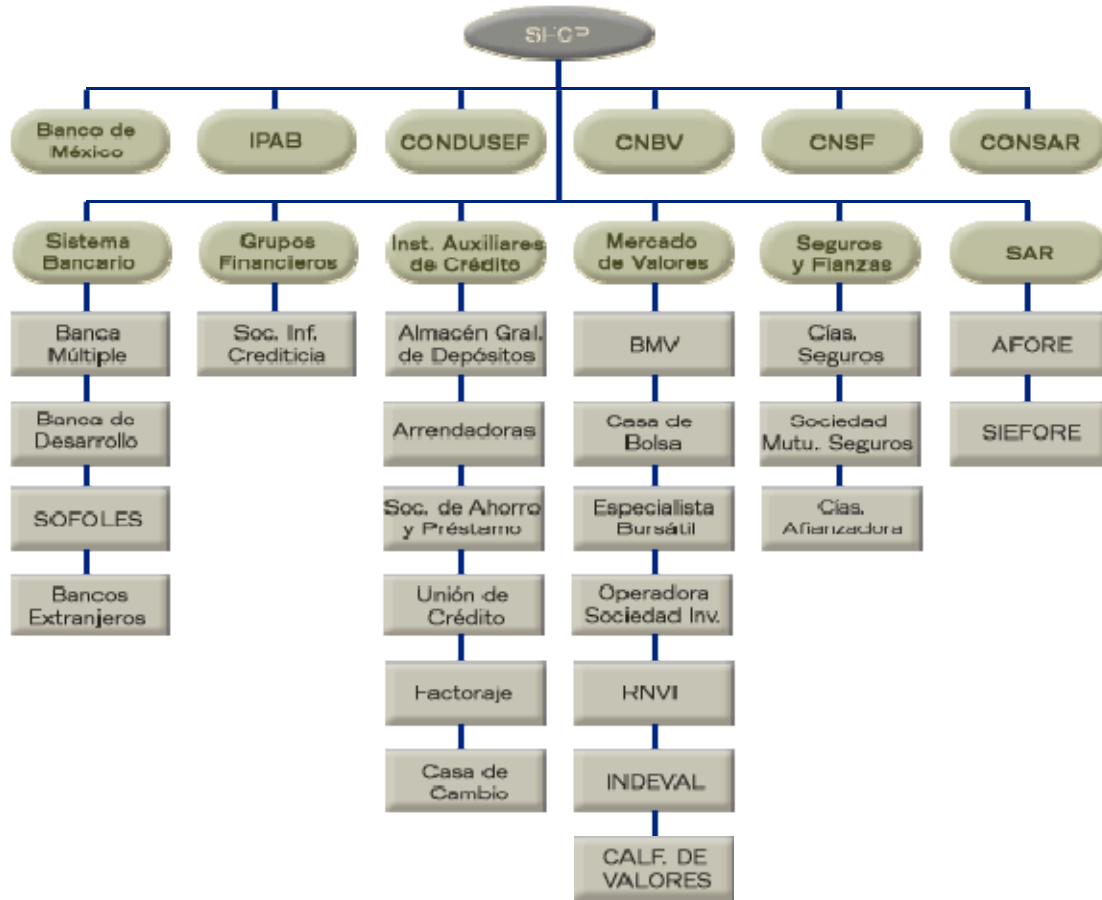 SHCP
Banco de
México
IPAB
CONDUSEF
CNBV
CNSF
CONSAR
Sistema
Bancario
Grupos
Financieros
Inst. Auxiliares
de Crédito
Mercado
de Valores
Seguros
y Fianzas
SAR
Banca
Múltiple
Soc. Inf.
Crediticia
Almacén Gral.
de Depósitos
BMV
Cías.
Seguros
AFORE
Banca de
Desarrollo
Arrendadoras
Casa de
Bolsa
Sociedad
Mutu. Seguros
SIEFORE
SOFOLES
Soc. de Ahorro
y Préstamo
Especialista
Bursátil
Cías.
Afianzadora
Bancos
Extranjeros
Unión de
Crédito
Operadora
Sociedad Inv.
Factoraje
Casa de
Cambio
INDEVAL
CALF. DE
VALORES